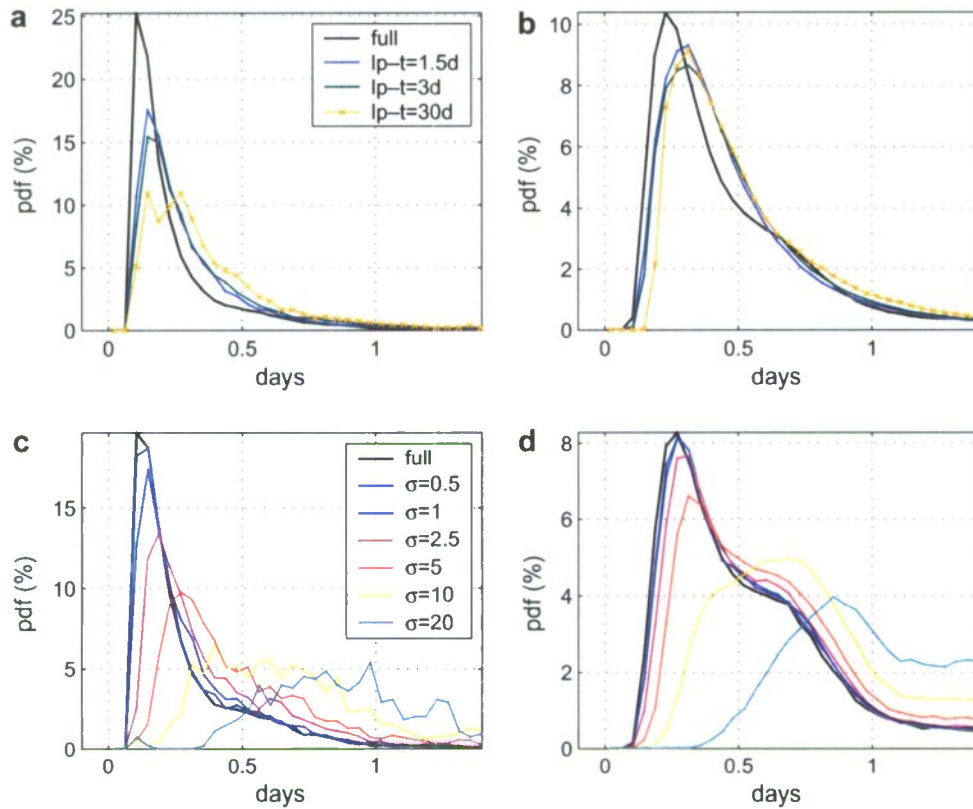 a
25
20
15
10
5
0
pdf (%)
0
0.5
1
days
full
lp-t=1.5d
lp-t=3d
lp-t=30d
b
10
8
6
4
2
0
pdf (%)
0
0.5
1
days
c
15
10
5
0
pdf (%)
0
0.5
1
days
full
σ=0.5
σ=1
σ=2.5
σ=5
σ=10
σ=20
d
8
6
4
2
0
pdf (%)
0
0.5
1
days